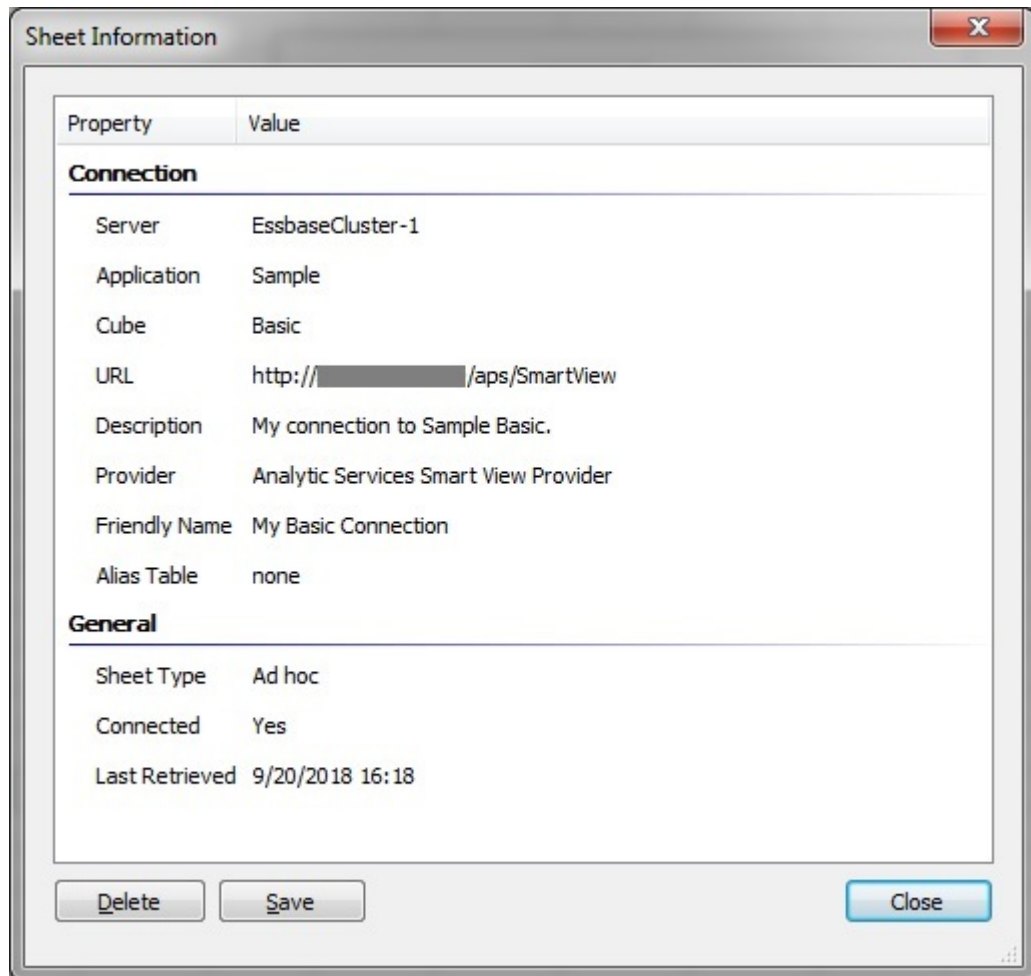 Sheet Information
Property Value
Connection
Server EssbaseCluster-1
Application Sample
Cube Basic
URL http:// /aps/SmartView
Description My connection to Sample Basic.
Provider Analytic Services Smart View Provider
Friendly Name My Basic Connection
Alias Table none
General
Sheet Type Ad hoc
Connected Yes
Last Retrieved 9/20/2018 16:18
Delete Save Close